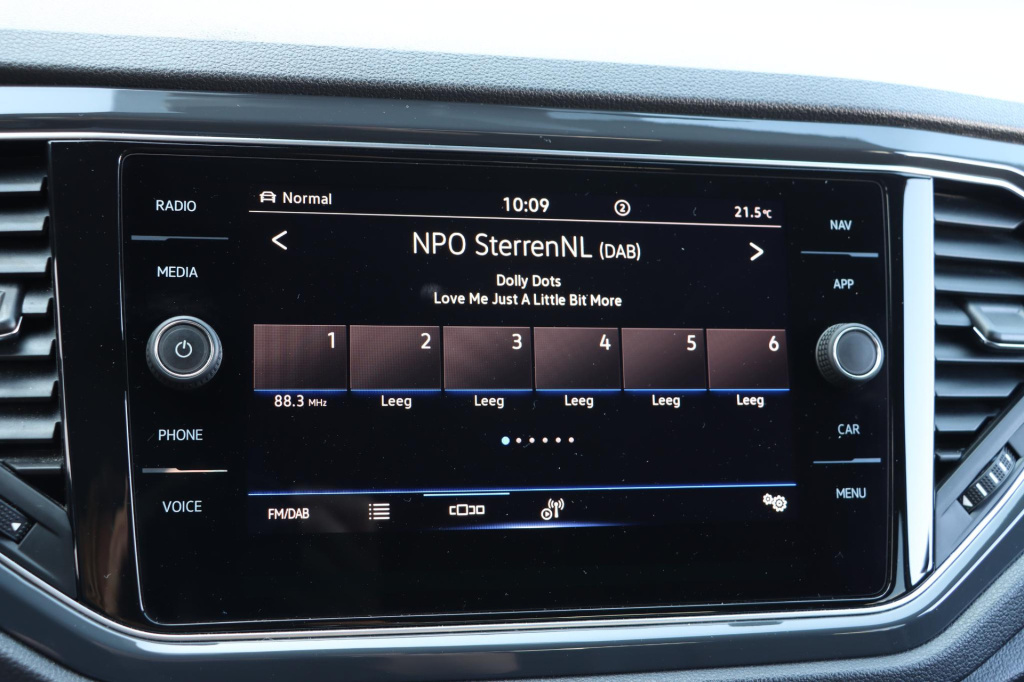 RADIO
MEDIA
PHONE
VOICE
Normal
10:09
2
21.5°C
< NPO SterrenNL (DAB) >
Dolly Dots
Love Me Just A Little Bit More
1 2 3 4 5 6
88.3 MHz Leeg Leeg Leeg Leeg Leeg
FM/DAB
NAV
APP
CAR
MENU